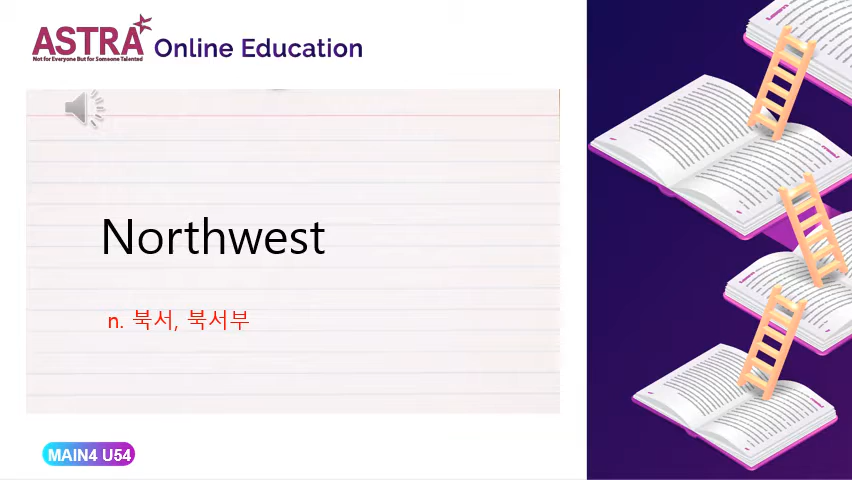 ASTRA Online Education
Not for Everyone But for Someone Talented
Northwest
n. 북서, 북서부
MAIN4 U54